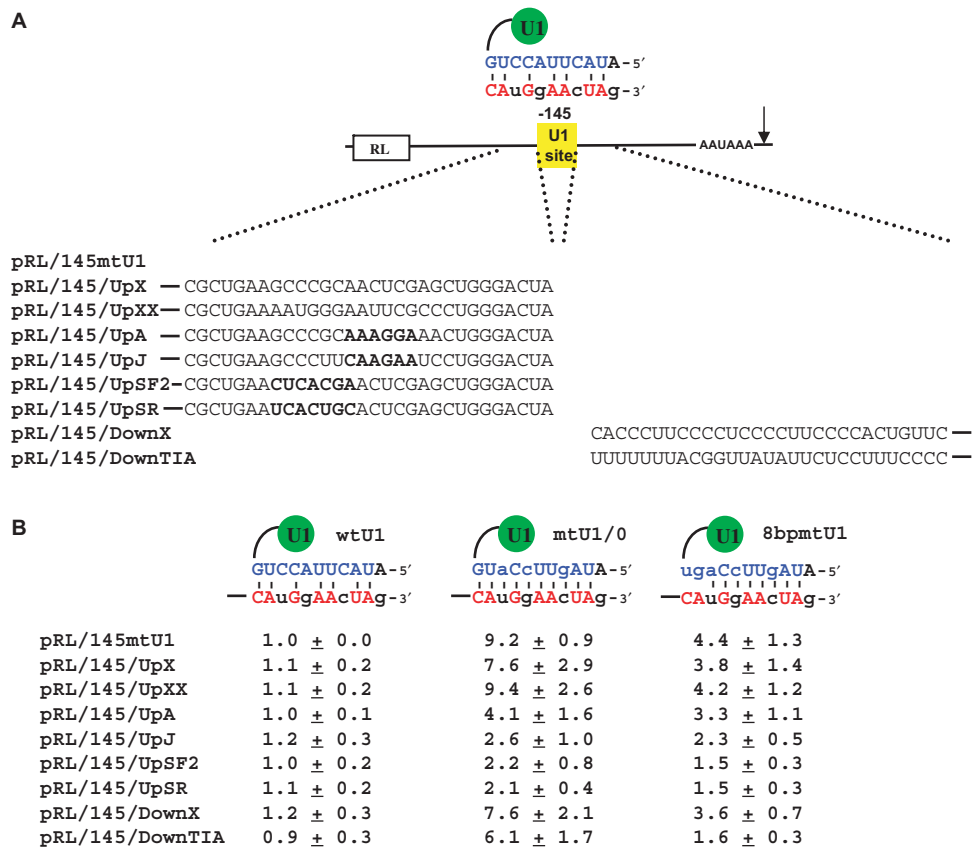 A
U1
GUCCAUUCAUA-5′
CAuGgAAcUAg-3′
-145
U1
site
RL
AAUAAA
pRL/145mtU1
pRL/145/UpX — CGCUGAAGCCCGCAACUCGAGCUGGGACUA
pRL/145/UpXX — CGCUGAAAAUGGGAAUUCGCCCUGGGACUA
pRL/145/UpA — CGCUGAAGCCCGCAAAGGAAACUGGGACUA
pRL/145/UpJ — CGCUGAAGCCCUUCAAGAAUCCUGGGACUA
pRL/145/UpSF2 – CGCUGAACUCACGAACUCGAGCUGGGACUA
pRL/145/UpSR — CGCUGAAUCACUGCACUCGAGCUGGGACUA
pRL/145/DownX CACCCUUCCCCUCCCCUUCCCCACUGUUC —
pRL/145/DownTIA UUUUUUUACGGUUAUAUUCUCCUUUCCCC —
B
U1 wtU1 U1 mtU1/0 U1 8bpmtU1
GUCCAUUCAUA-5′ GUaCcUUgAUA-5′ ugaCcUUgAUA-5′
CAuGgAAcUAg-3′ CAuGgAAcUAg-3′ CAuGgAAcUAg-3′
pRL/145mtU1 1.0 ± 0.0 9.2 ± 0.9 4.4 ± 1.3
pRL/145/UpX 1.1 ± 0.2 7.6 ± 2.9 3.8 ± 1.4
pRL/145/UpXX 1.1 ± 0.2 9.4 ± 2.6 4.2 ± 1.2
pRL/145/UpA 1.0 ± 0.1 4.1 ± 1.6 3.3 ± 1.1
pRL/145/UpJ 1.2 ± 0.3 2.6 ± 1.0 2.3 ± 0.5
pRL/145/UpSF2 1.0 ± 0.2 2.2 ± 0.8 1.5 ± 0.3
pRL/145/UpSR 1.1 ± 0.2 2.1 ± 0.4 1.5 ± 0.3
pRL/145/DownX 1.2 ± 0.3 7.6 ± 2.1 3.6 ± 0.7
pRL/145/DownTIA 0.9 ± 0.3 6.1 ± 1.7 1.6 ± 0.3